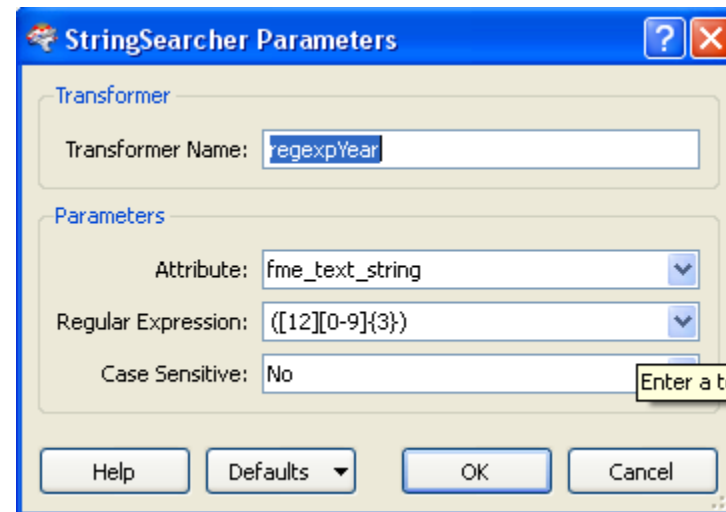 StringSearcher Parameters
Transformer
Transformer Name: regexpYear
Parameters
Attribute: fme_text_string
Regular Expression: ([12][0-9]{3})
Case Sensitive: No
Enter a t
Help Defaults OK Cancel